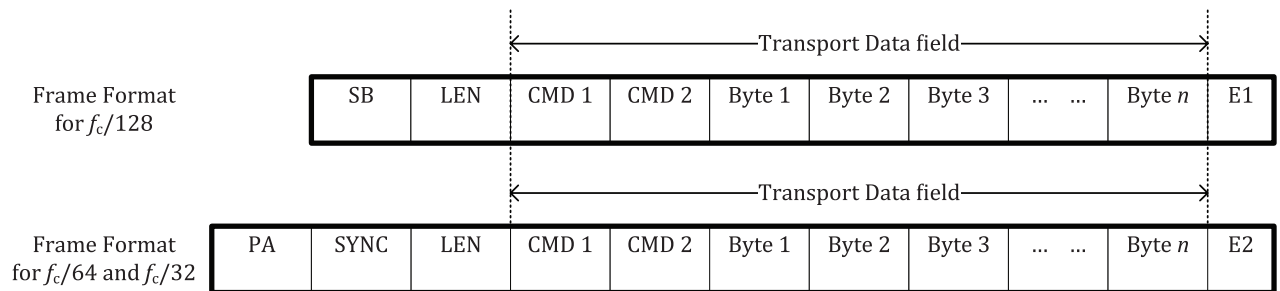 Transport Data field
Frame Format
for fc/128
SB LEN CMD 1 CMD 2 Byte 1 Byte 2 Byte 3 ... ... Byte n E1
Transport Data field
Frame Format
for fc/64 and fc/32
PA SYNC LEN CMD 1 CMD 2 Byte 1 Byte 2 Byte 3 ... ... Byte n E2